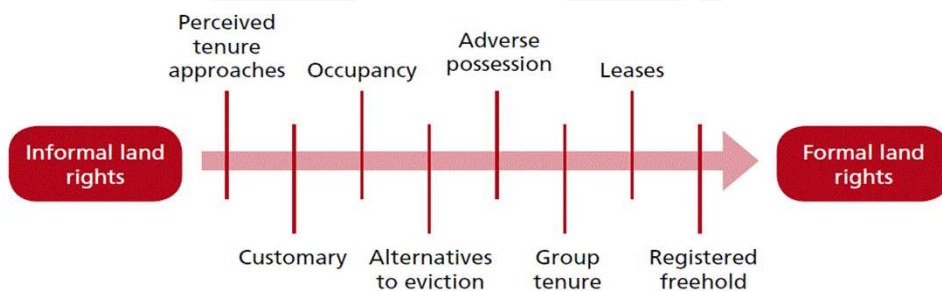 Perceived
tenure
approaches
Occupancy
Adverse
possession
Leases
Informal land
rights
Formal land
rights
Customary
Alternatives
to eviction
Group
tenure
Registered
freehold